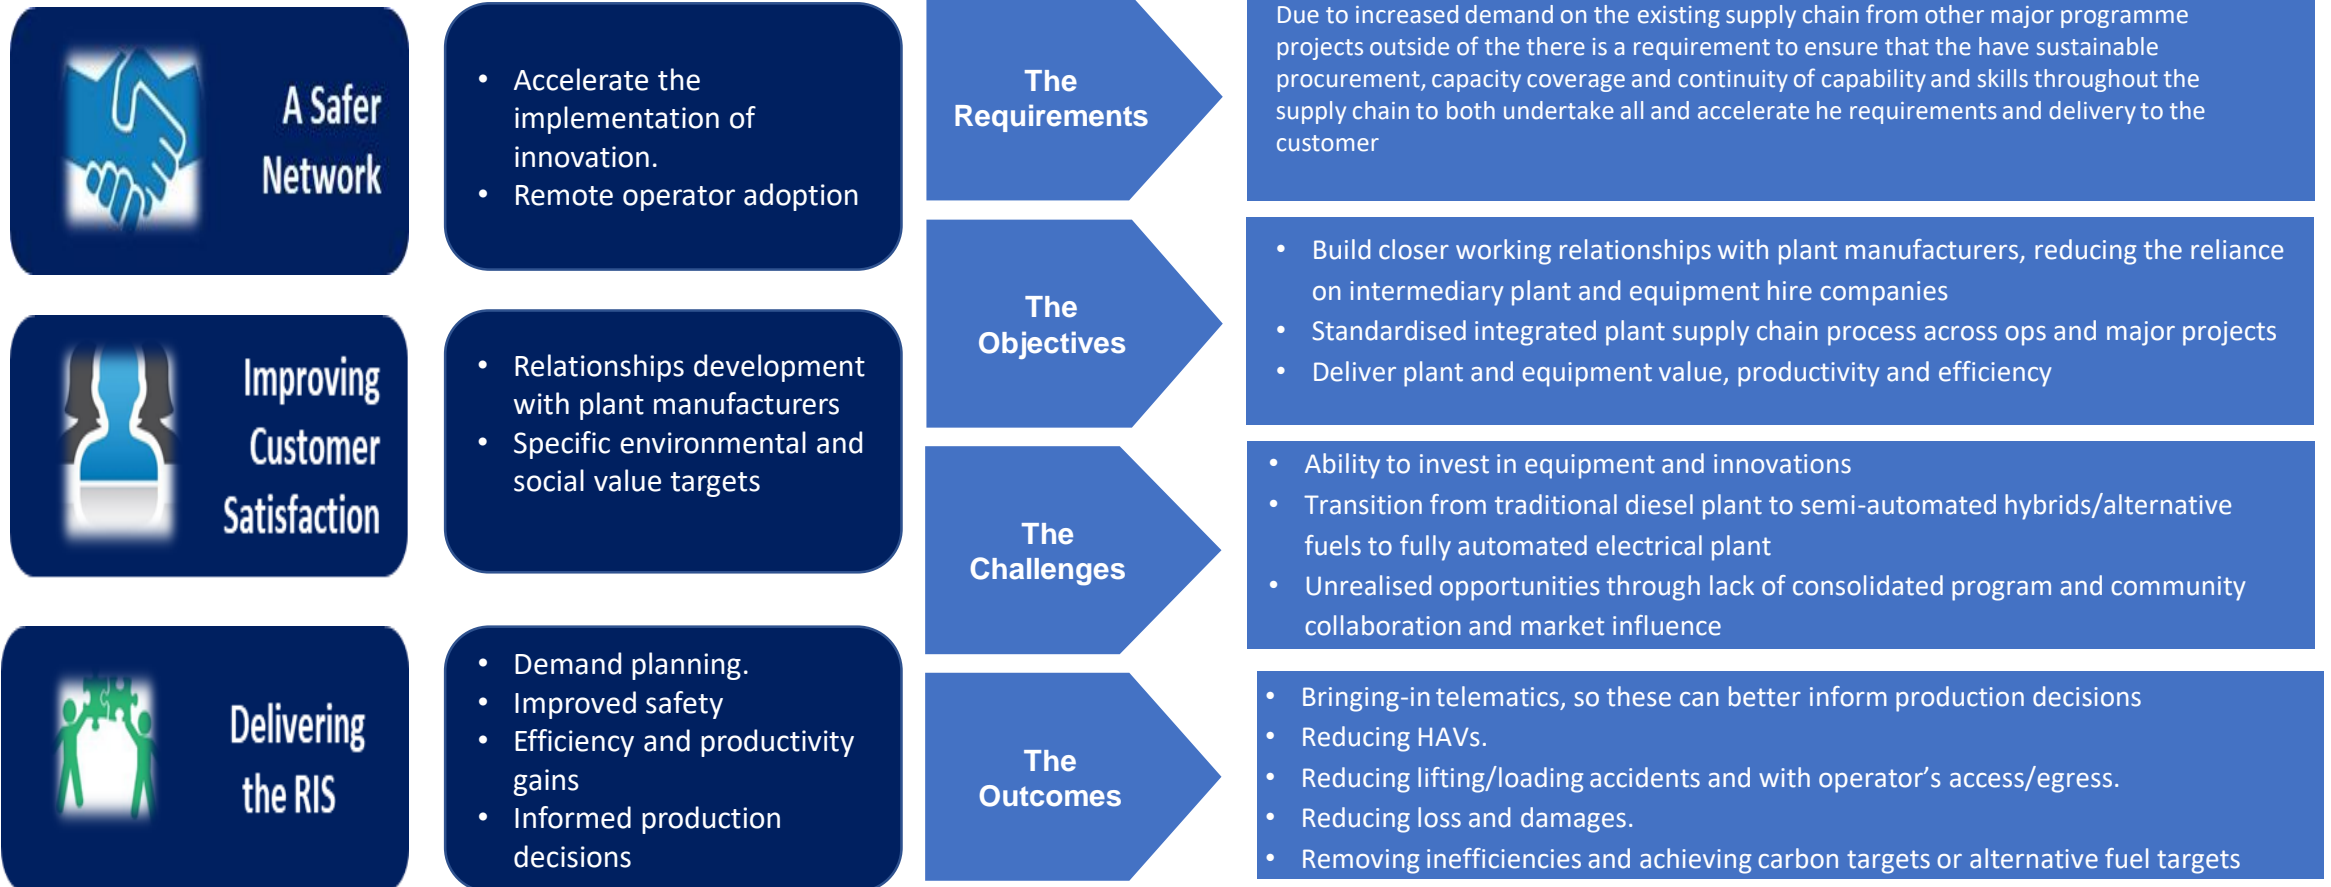 A Safer
Network
• Accelerate the
implementation of
innovation.
• Remote operator adoption
Improving
Customer
Satisfaction
• Relationships development
with plant manufacturers
• Specific environmental and
social value targets
Delivering
the RIS
• Demand planning.
• Improved safety
• Efficiency and productivity
gains
• Informed production
decisions
The
Requirements
Due to increased demand on the existing supply chain from other major programme
projects outside of the there is a requirement to ensure that the have sustainable
procurement, capacity coverage and continuity of capability and skills throughout the
supply chain to both undertake all and accelerate he requirements and delivery to the
customer
The
Objectives
• Build closer working relationships with plant manufacturers, reducing the reliance
on intermediary plant and equipment hire companies
• Standardised integrated plant supply chain process across ops and major projects
• Deliver plant and equipment value, productivity and efficiency
The
Challenges
• Ability to invest in equipment and innovations
• Transition from traditional diesel plant to semi-automated hybrids/alternative
fuels to fully automated electrical plant
• Unrealised opportunities through lack of consolidated program and community
collaboration and market influence
The
Outcomes
• Bringing-in telematics, so these can better inform production decisions
• Reducing HAVs.
• Reducing lifting/loading accidents and with operator’s access/egress.
• Reducing loss and damages.
• Removing inefficiencies and achieving carbon targets or alternative fuel targets